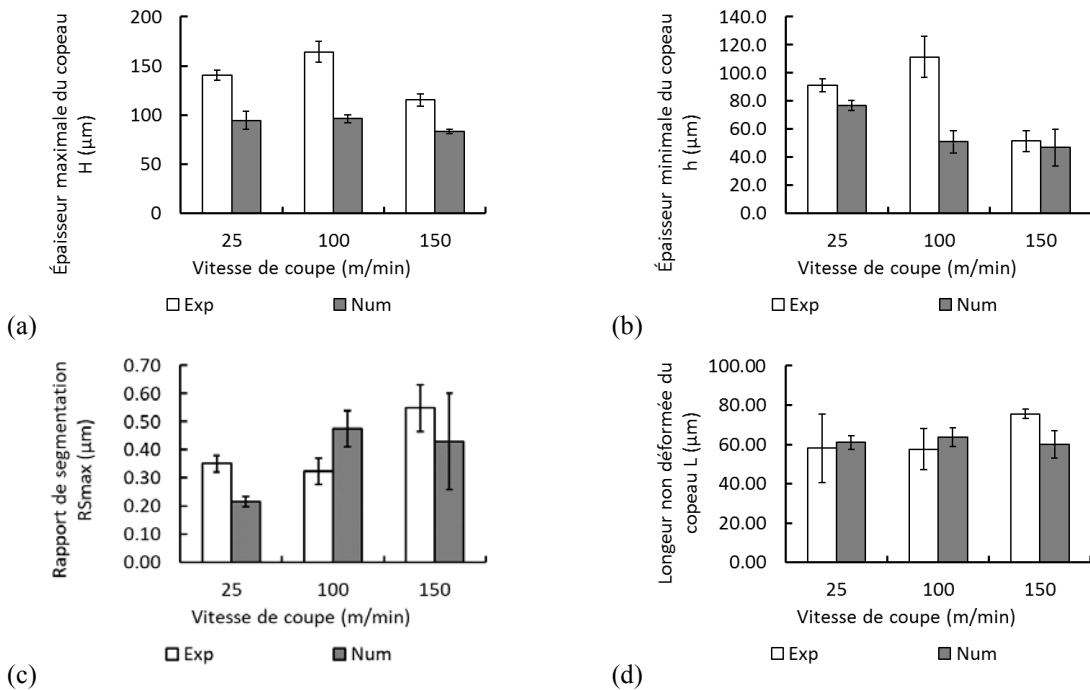 200
150
100
50
0
Épaisseur maximale du copeau
H (µm)
25 100 150
Vitesse de coupe (m/min)
Exp Num
(a)
140.0
120.0
100.0
80.0
60.0
40.0
20.0
0.0
Épaisseur minimale du copeau
h (µm)
25 100 150
Vitesse de coupe (m/min)
Exp Num
(b)
0.70
0.60
0.50
0.40
0.30
0.20
0.10
0.00
Rapport de segmentation
RSmax (µm)
25 100 150
Vitesse de coupe (m/min)
Exp Num
(c)
100.00
80.00
60.00
40.00
20.00
0.00
Longeur non déformée du
copeau L (µm)
25 100 150
Vitesse de coupe (m/min)
Exp Num
(d)